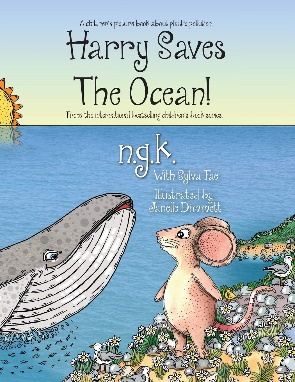 A children's picture book about plastic pollution
Harry Saves
The Ocean!
From the international bestselling children's book series.
n.g.k.
With Sylva Fae
Illustrated by
Janelle Dimmett